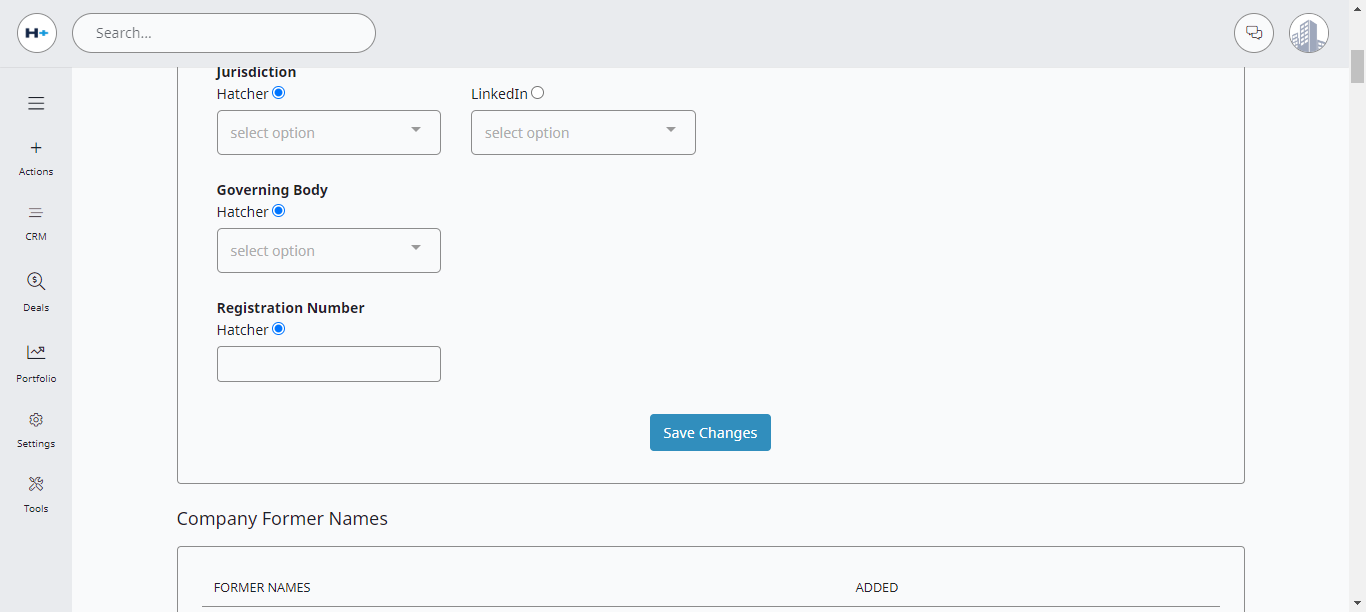 H+
Search...
Jurisdiction
Hatcher
LinkedIn
select option
select option
Actions
Governing Body
Hatcher
CRM
select option
Deals
Registration Number
Hatcher
Portfolio
Save Changes
Settings
Tools
Company Former Names
FORMER NAMES
ADDED